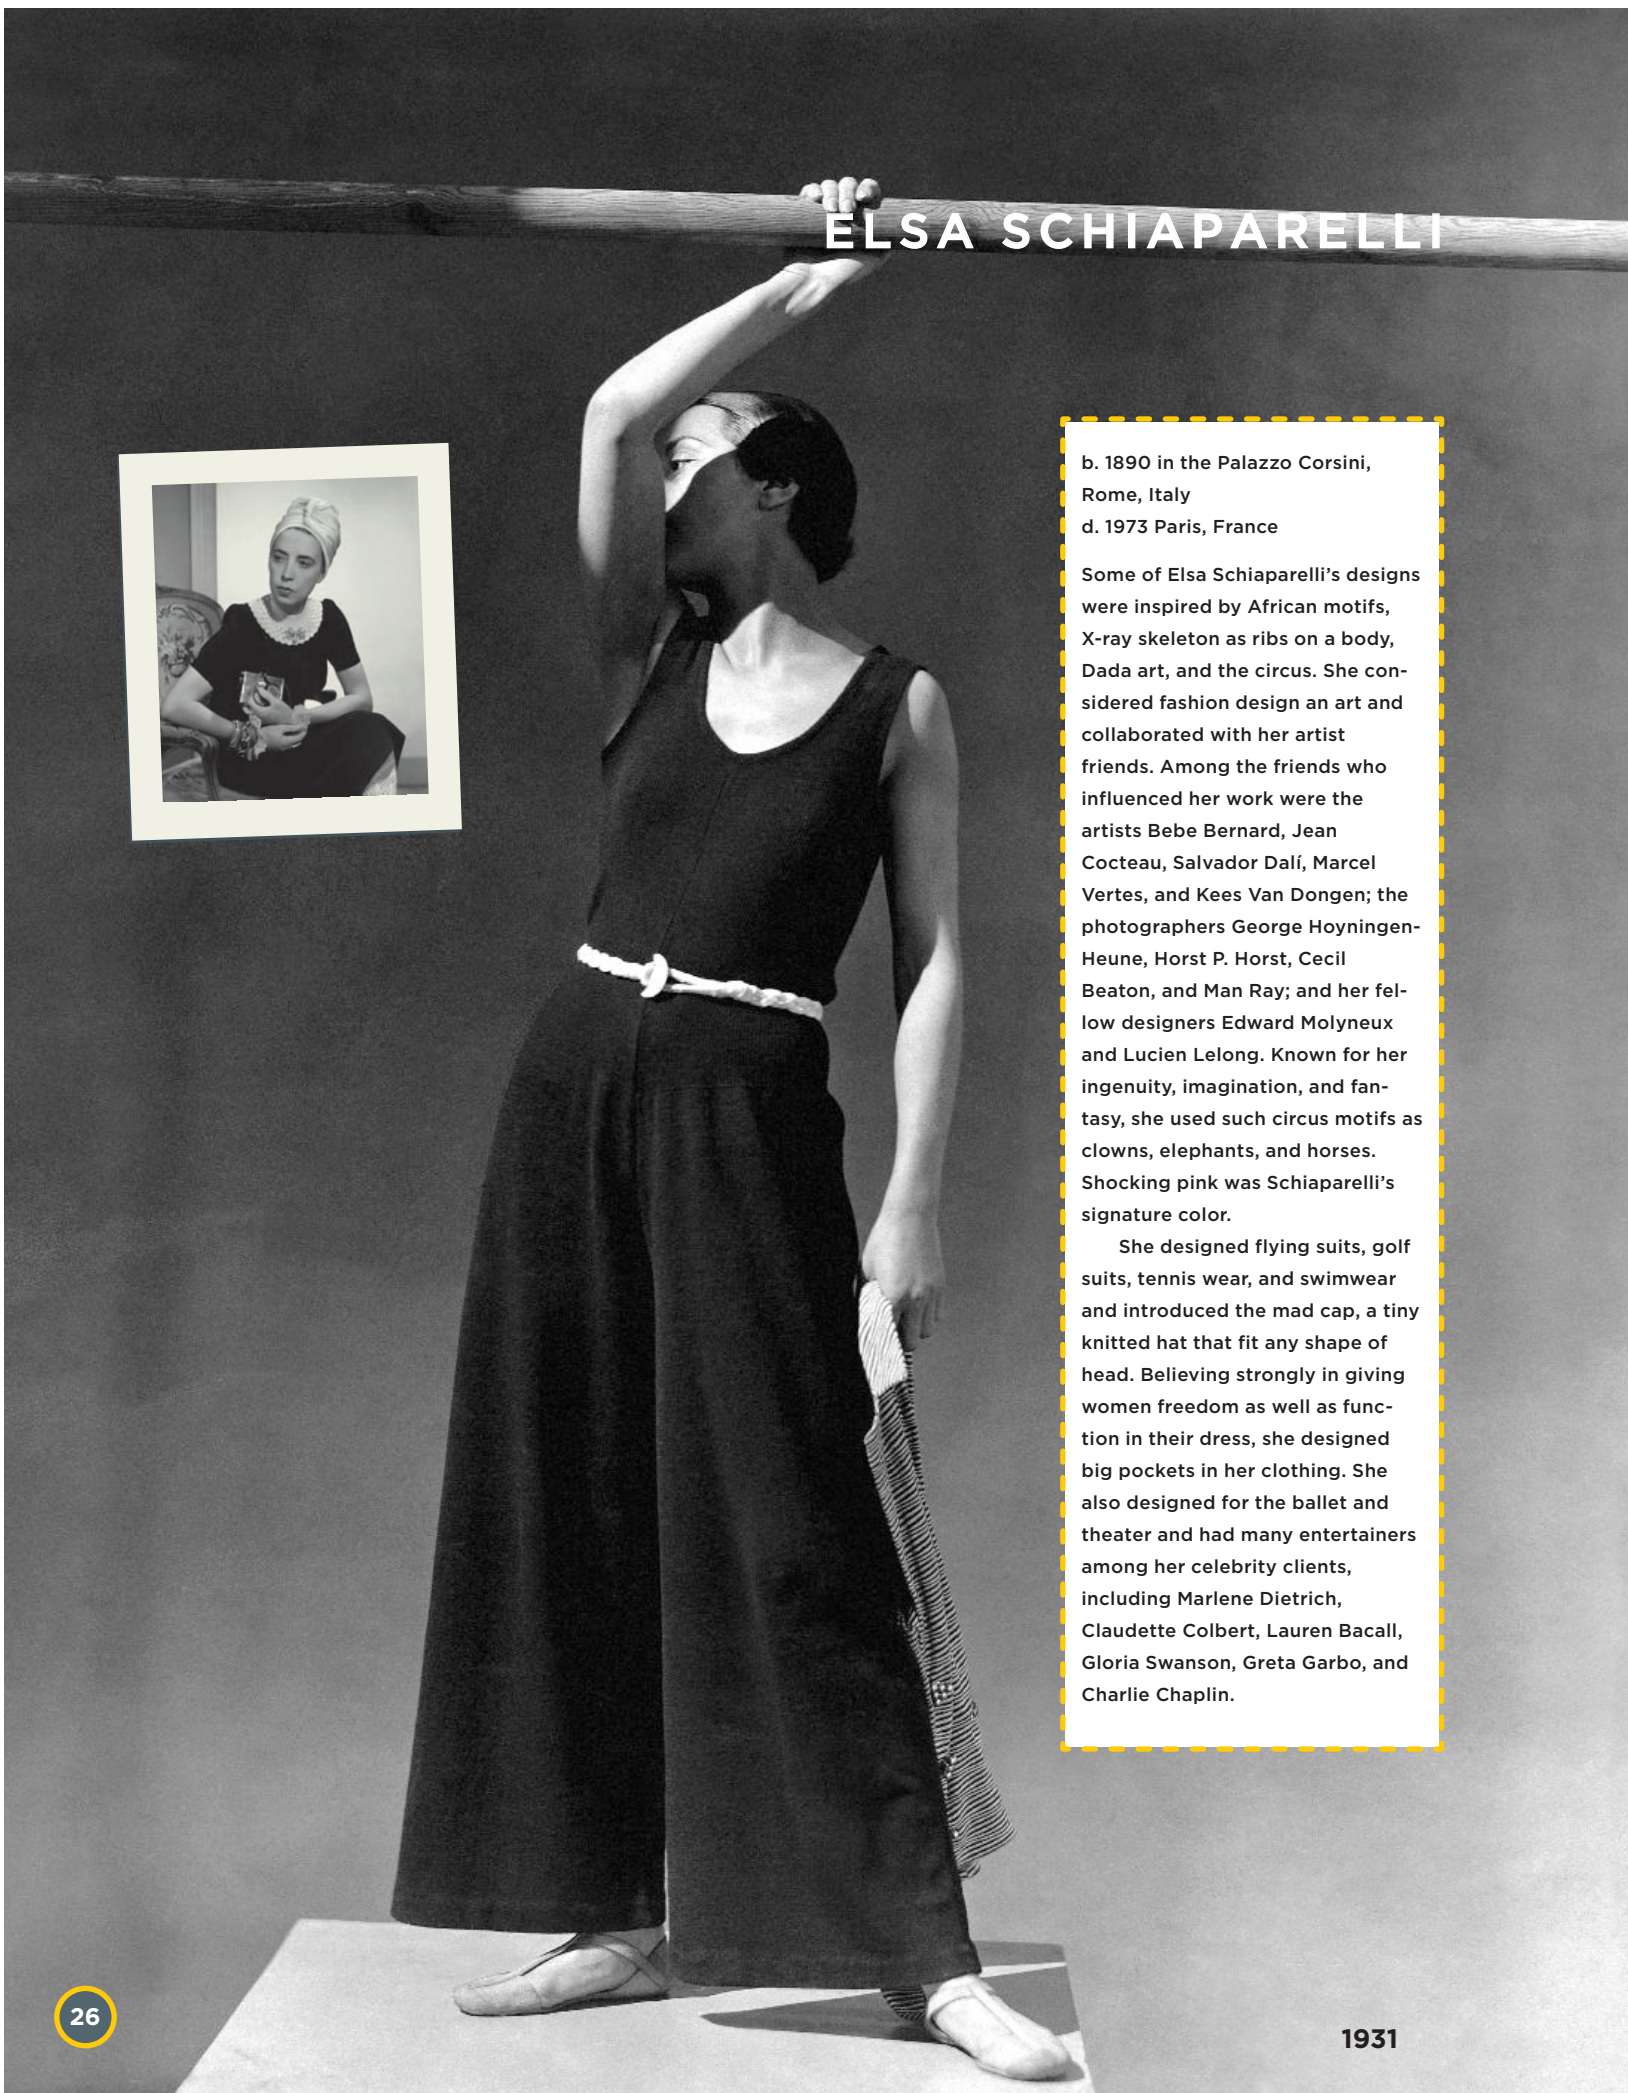 ELSA SCHIAPARELLI
b. 1890 in the Palazzo Corsini,
Rome, Italy
d. 1973 Paris, France
Some of Elsa Schiaparelli’s designs
were inspired by African motifs,
X-ray skeleton as ribs on a body,
Dada art, and the circus. She con-
sidered fashion design an art and
collaborated with her artist
friends. Among the friends who
influenced her work were the
artists Bebe Bernard, Jean
Cocteau, Salvador Dalí, Marcel
Vertes, and Kees Van Dongen; the
photographers George Hoyningen-
Heune, Horst P. Horst, Cecil
Beaton, and Man Ray; and her fel-
low designers Edward Molyneux
and Lucien Lelong. Known for her
ingenuity, imagination, and fan-
tasy, she used such circus motifs as
clowns, elephants, and horses.
Shocking pink was Schiaparelli’s
signature color.
She designed flying suits, golf
suits, tennis wear, and swimwear
and introduced the mad cap, a tiny
knitted hat that fit any shape of
head. Believing strongly in giving
women freedom as well as func-
tion in their dress, she designed
big pockets in her clothing. She
also designed for the ballet and
theater and had many entertainers
among her celebrity clients,
including Marlene Dietrich,
Claudette Colbert, Lauren Bacall,
Gloria Swanson, Greta Garbo, and
Charlie Chaplin.
26
1931